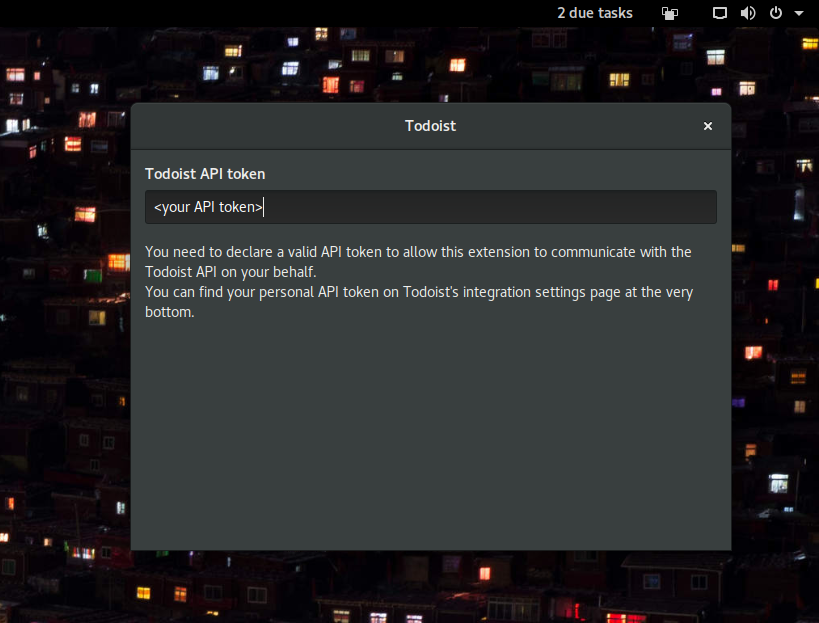 2 due tasks
Todoist
Todoist API token
<your API token>
You need to declare a valid API token to allow this extension to communicate with the
Todoist API on your behalf.
You can find your personal API token on Todoist's integration settings page at the very
bottom.